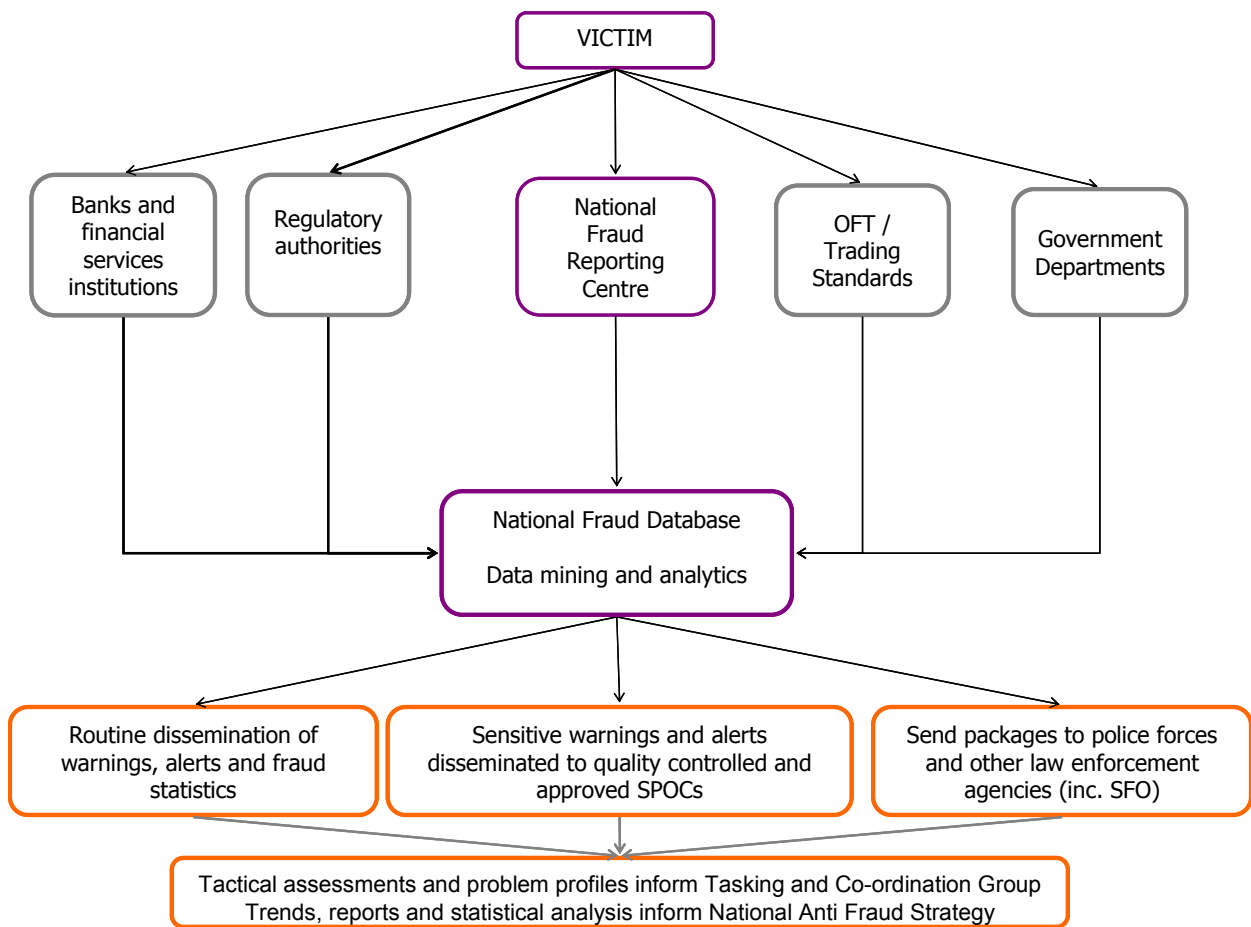 VICTIM
Banks and
financial
services
institutions
Regulatory
authorities
National
Fraud
Reporting
Centre
OFT /
Trading
Standards
Government
Departments
National Fraud Database
Data mining and analytics
Routine dissemination of
warnings, alerts and fraud
statistics
Sensitive warnings and alerts
disseminated to quality controlled and
approved SPOCs
Send packages to police forces
and other law enforcement
agencies (inc. SFO)
Tactical assessments and problem profiles inform Tasking and Co-ordination Group
Trends, reports and statistical analysis inform National Anti Fraud Strategy